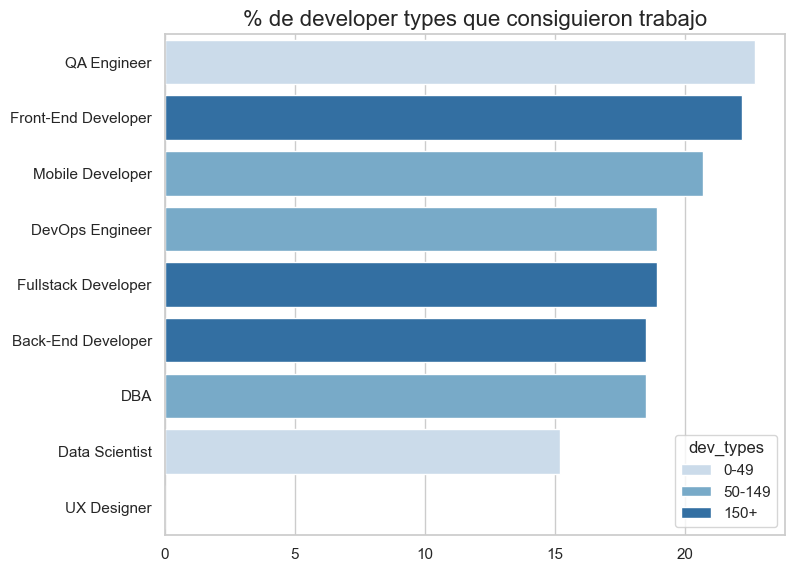 % de developer types que consiguieron trabajo
QA Engineer
Front-End Developer
Mobile Developer
DevOps Engineer
Fullstack Developer
Back-End Developer
DBA
Data Scientist
UX Designer
dev_types
0-49
50-149
150+
0 5 10 15 20